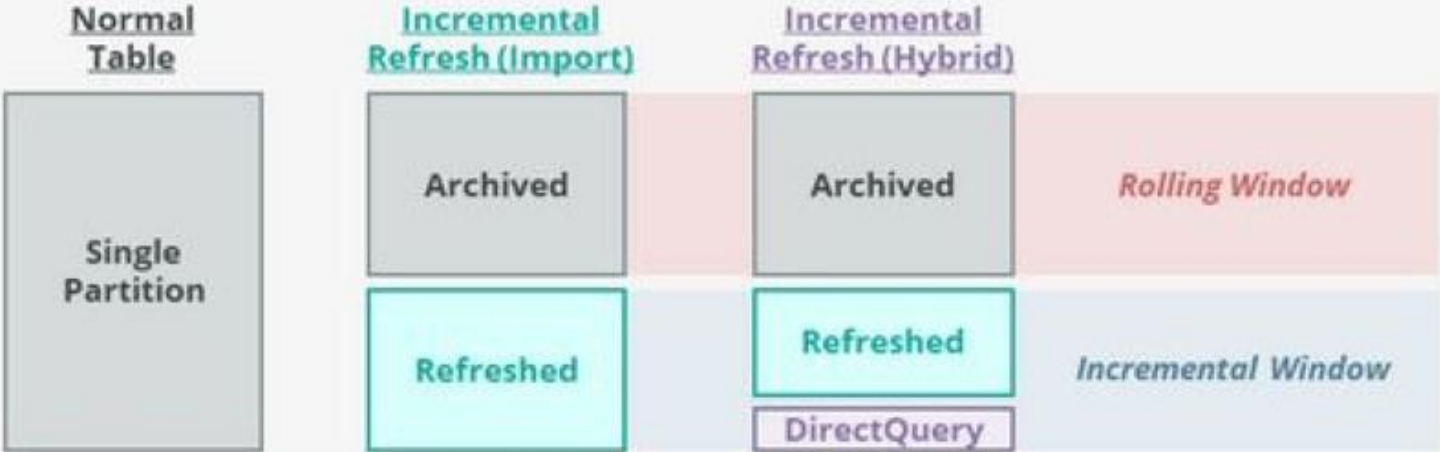 Normal
Table
Incremental
Refresh (Import)
Incremental
Refresh (Hybrid)
Single
Partition
Archived
Archived
Rolling Window
Refreshed
Refreshed
DirectQuery
Incremental Window